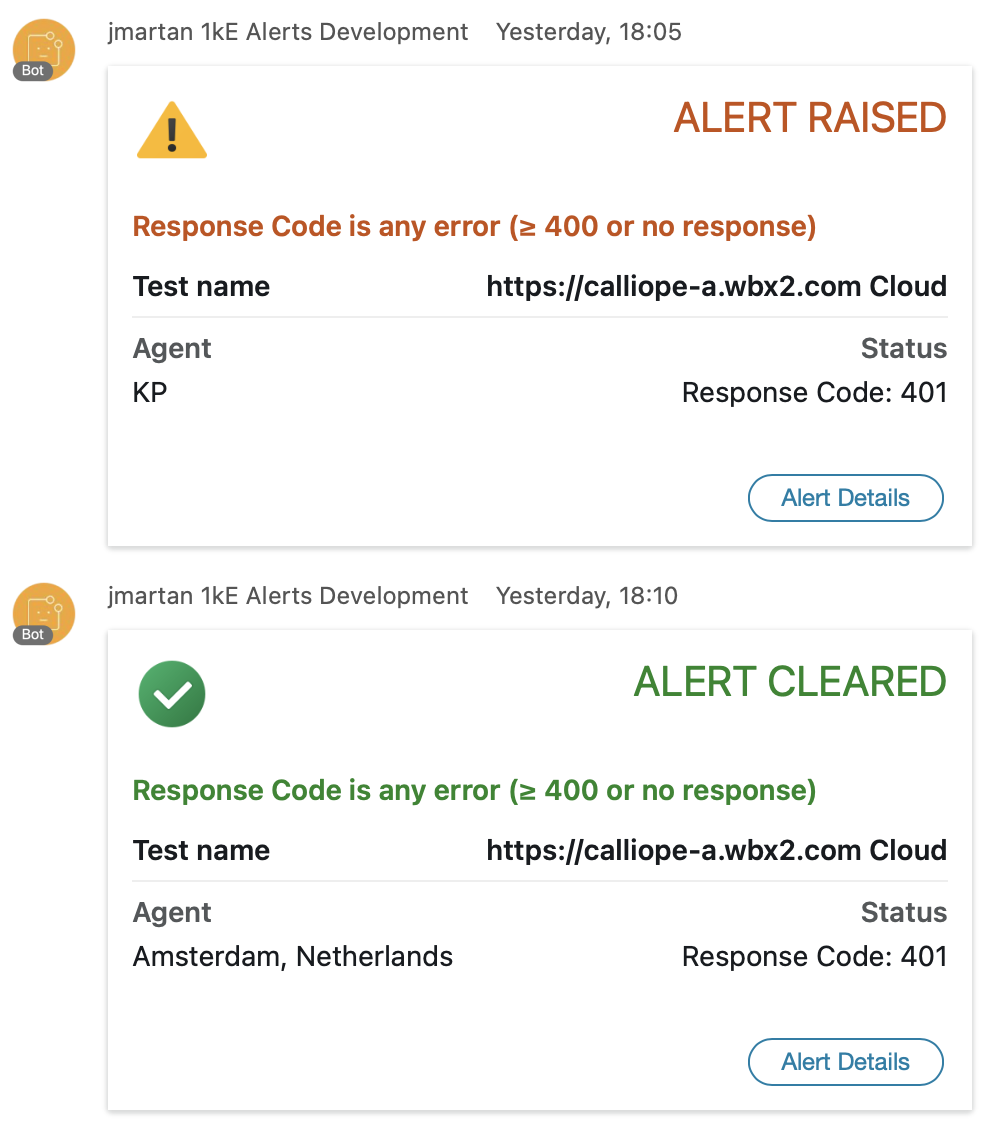 jmartan 1kE Alerts Development Yesterday, 18:05
Bot
ALERT RAISED
Response Code is any error (≥ 400 or no response)
Test name https://calliope-a.wbx2.com Cloud
Agent Status
KP Response Code: 401
Alert Details
jmartan 1kE Alerts Development Yesterday, 18:10
Bot
ALERT CLEARED
Response Code is any error (≥ 400 or no response)
Test name https://calliope-a.wbx2.com Cloud
Agent Status
Amsterdam, Netherlands Response Code: 401
Alert Details